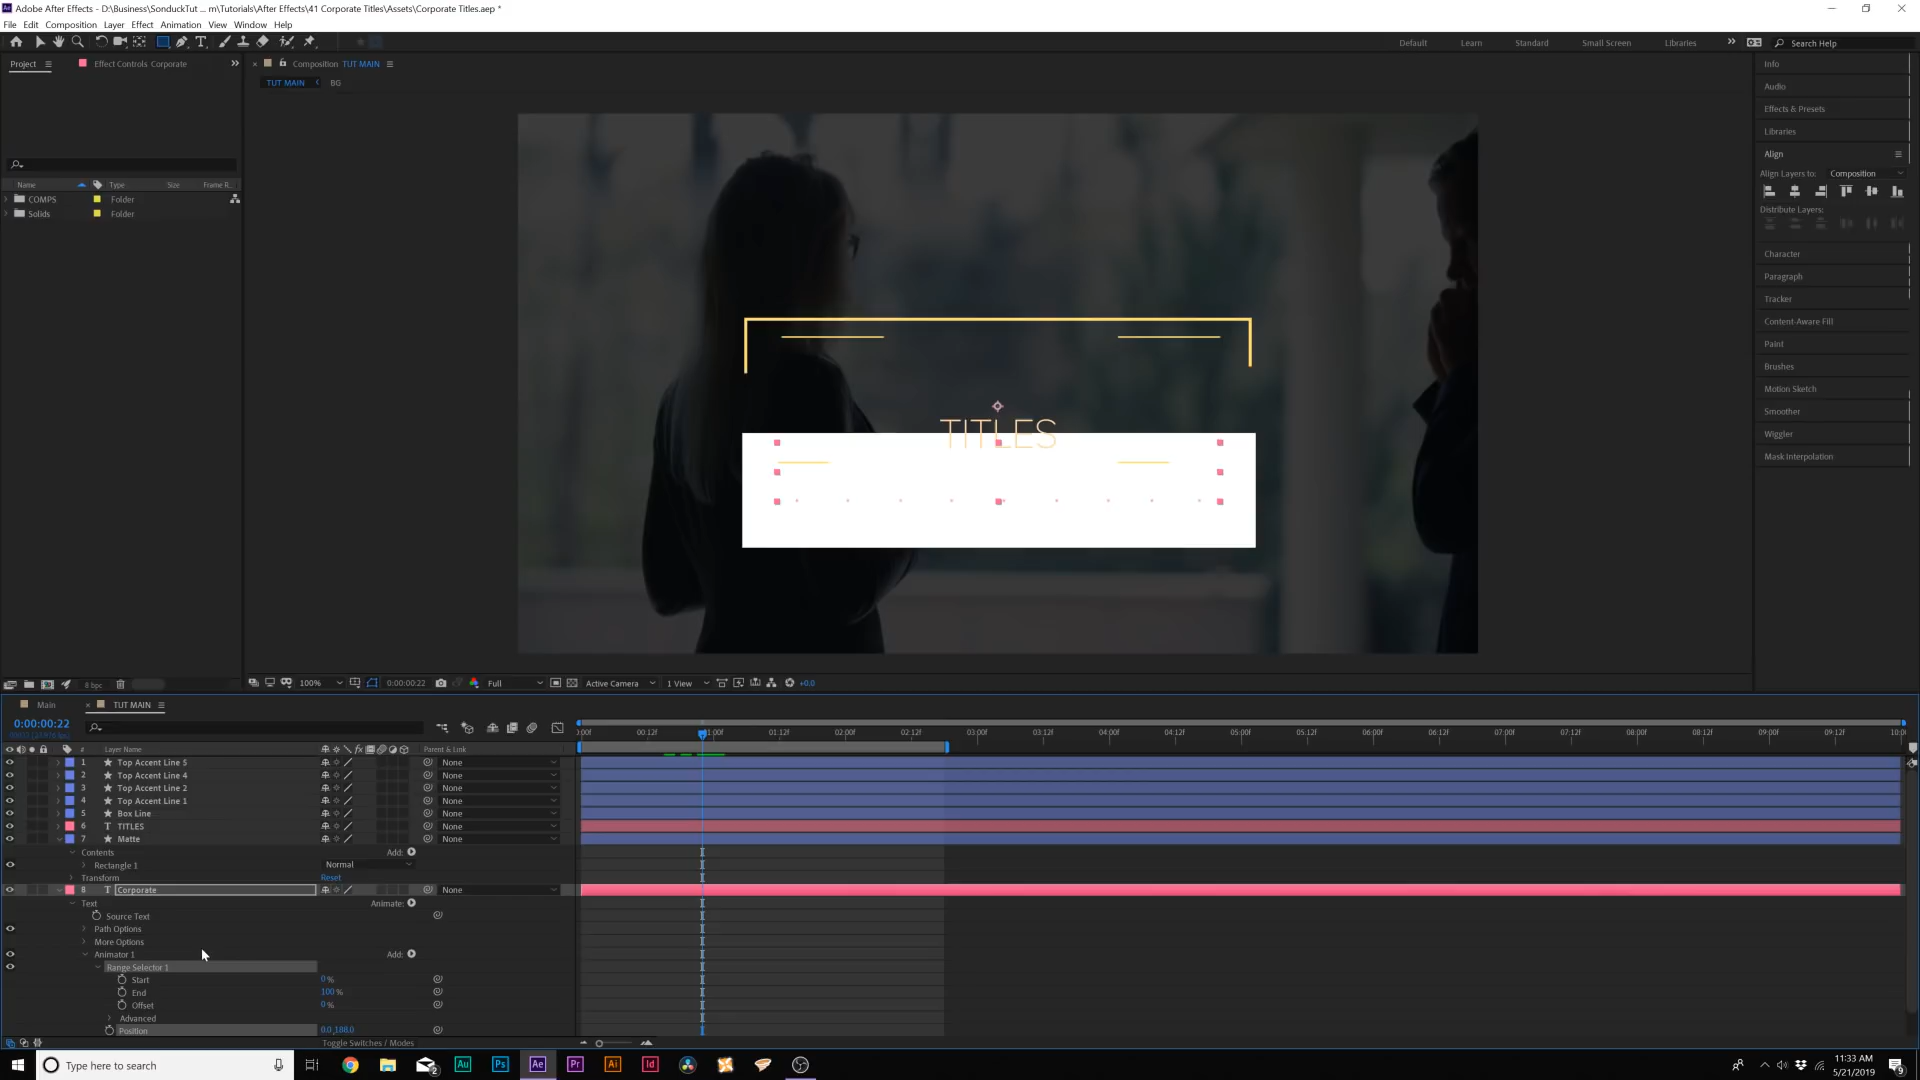 Adobe After Effects - D:\Business\SonduckTut ... m\Tutorials\After Effects\41 Corporate Titles\Assets\Corporate Titles.aep *
File Edit Composition Layer Effect Animation View Window Help
Default Learn Standard Small Screen Libraries Search Help
Project Effect Controls Corporate
Composition TUT MAIN
TUT MAIN BG
Name Type Size Frame R...
COMPS Folder
Solids Folder
TITLES
Info
Audio
Effects & Presets
Libraries
Align
Align Layers to: Composition
Distribute Layers:
Character
Paragraph
Tracker
Content-Aware Fill
Paint
Brushes
Motion Sketch
Smoother
Wiggler
Mask Interpolation
8 bpc
100% 0:00:00:22 Full Active Camera 1 View +0.0
Main TUT MAIN
0:00:00:22
:00f 00:12f 01:00f 01:12f 02:00f 02:12f 03:00f 03:12f 04:00f 04:12f 05:00f 05:12f 06:00f 06:12f 07:00f 07:12f 08:00f 08:12f 09:00f 09:12f 10:0
# Layer Name Parent & Link
1 Top Accent Line 5 None
2 Top Accent Line 4 None
3 Top Accent Line 2 None
4 Top Accent Line 1 None
5 Box Line None
6 T TITLES None
7 Matte None
Contents Add:
Rectangle 1 Normal
Transform Reset
8 T Corporate None
Text Animate:
Source Text
Path Options
More Options
Animator 1 Add:
Range Selector 1
Start 0%
End 100%
Offset 0%
Advanced
Position 0.0,188.0
Toggle Switches / Modes
Type here to search
11:33 AM
5/21/2019